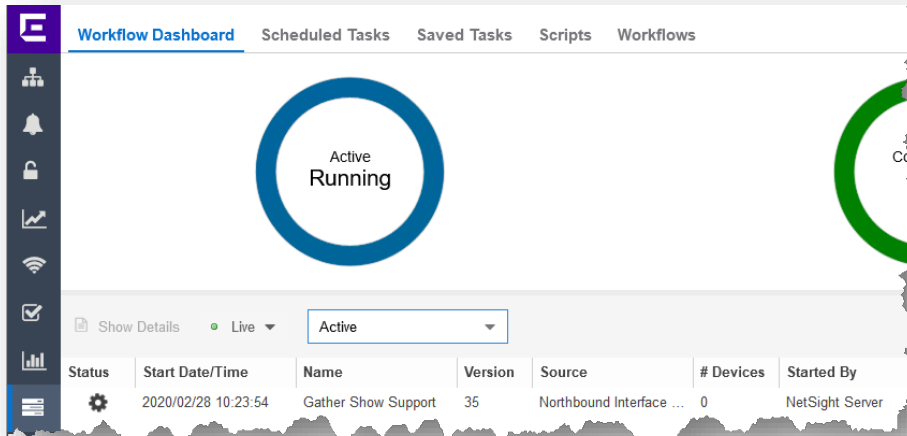 Workflow Dashboard Scheduled Tasks Saved Tasks Scripts Workflows
Active
Running
Show Details Live Active
Status Start Date/Time Name Version Source # Devices Started By
2020/02/28 10:23:54 Gather Show Support 35 Northbound Interface ... 0 NetSight Server